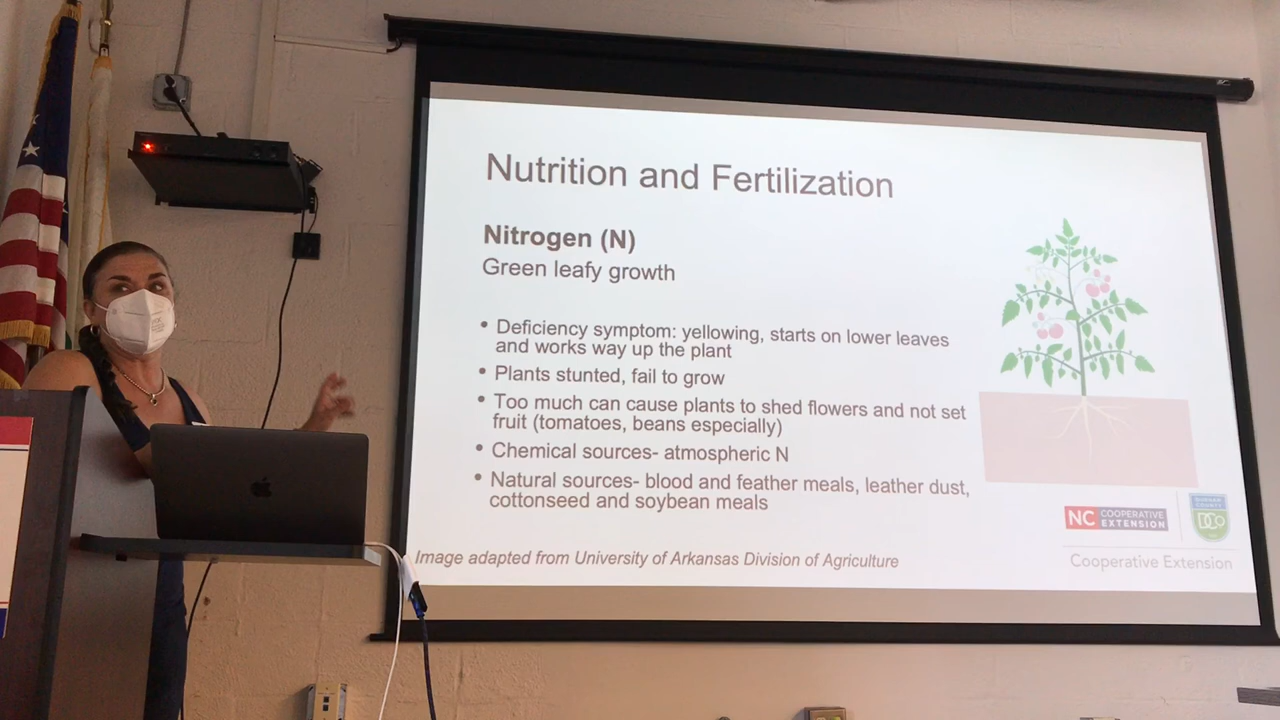 Nutrition and Fertilization
Nitrogen (N)
Green leafy growth
• Deficiency symptom: yellowing, starts on lower leaves
and works way up the plant
• Plants stunted, fail to grow
• Too much can cause plants to shed flowers and not set
fruit (tomatoes, beans especially)
• Chemical sources- atmospheric N
• Natural sources- blood and feather meals, leather dust,
cottonseed and soybean meals
Image adapted from University of Arkansas Division of Agriculture
NC COOPERATIVE
EXTENSION
COUNTY
DCo
Cooperative Extension